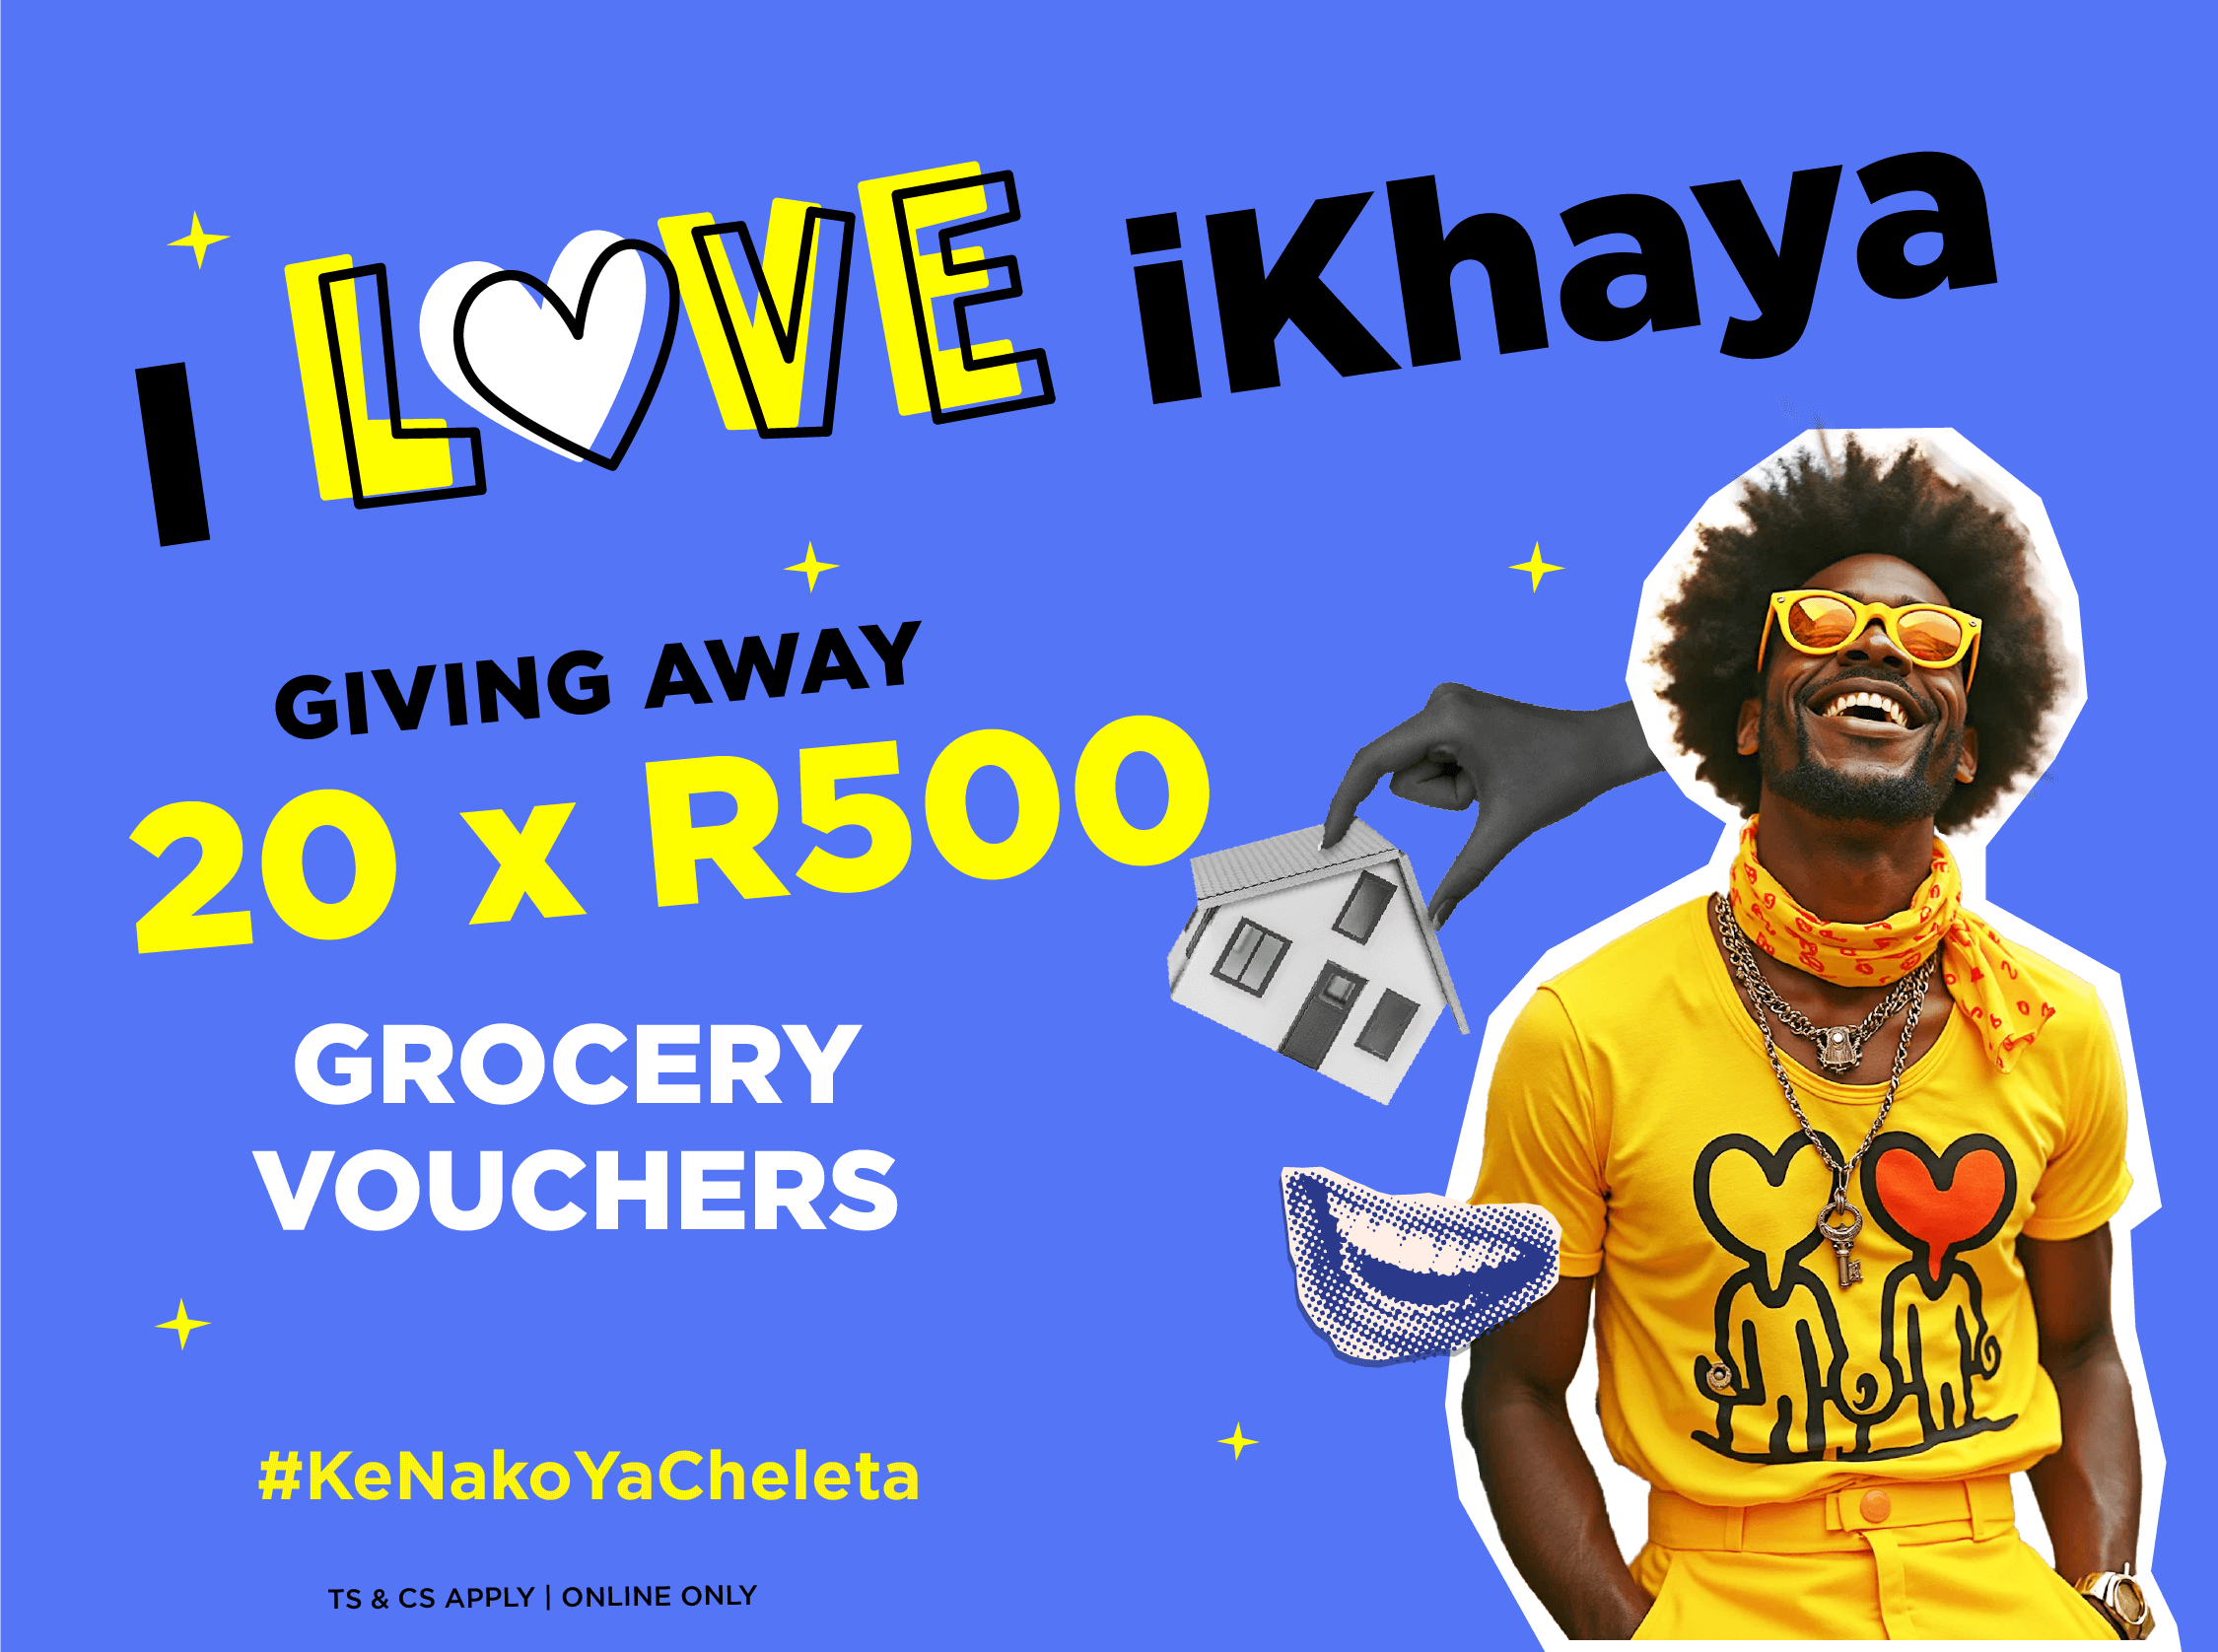 I LOVE iKhaya
GIVING AWAY
20 x R500
GROCERY
VOUCHERS
#KeNakoYaCheleta
TS & CS APPLY | ONLINE ONLY